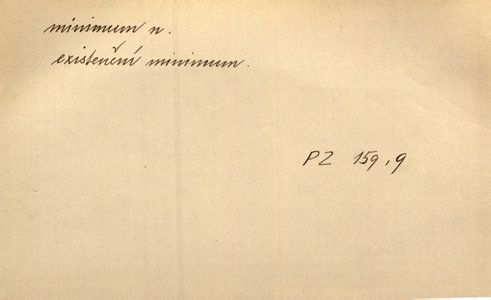 minimum n.
existenční minimum.
PZ 159, 9